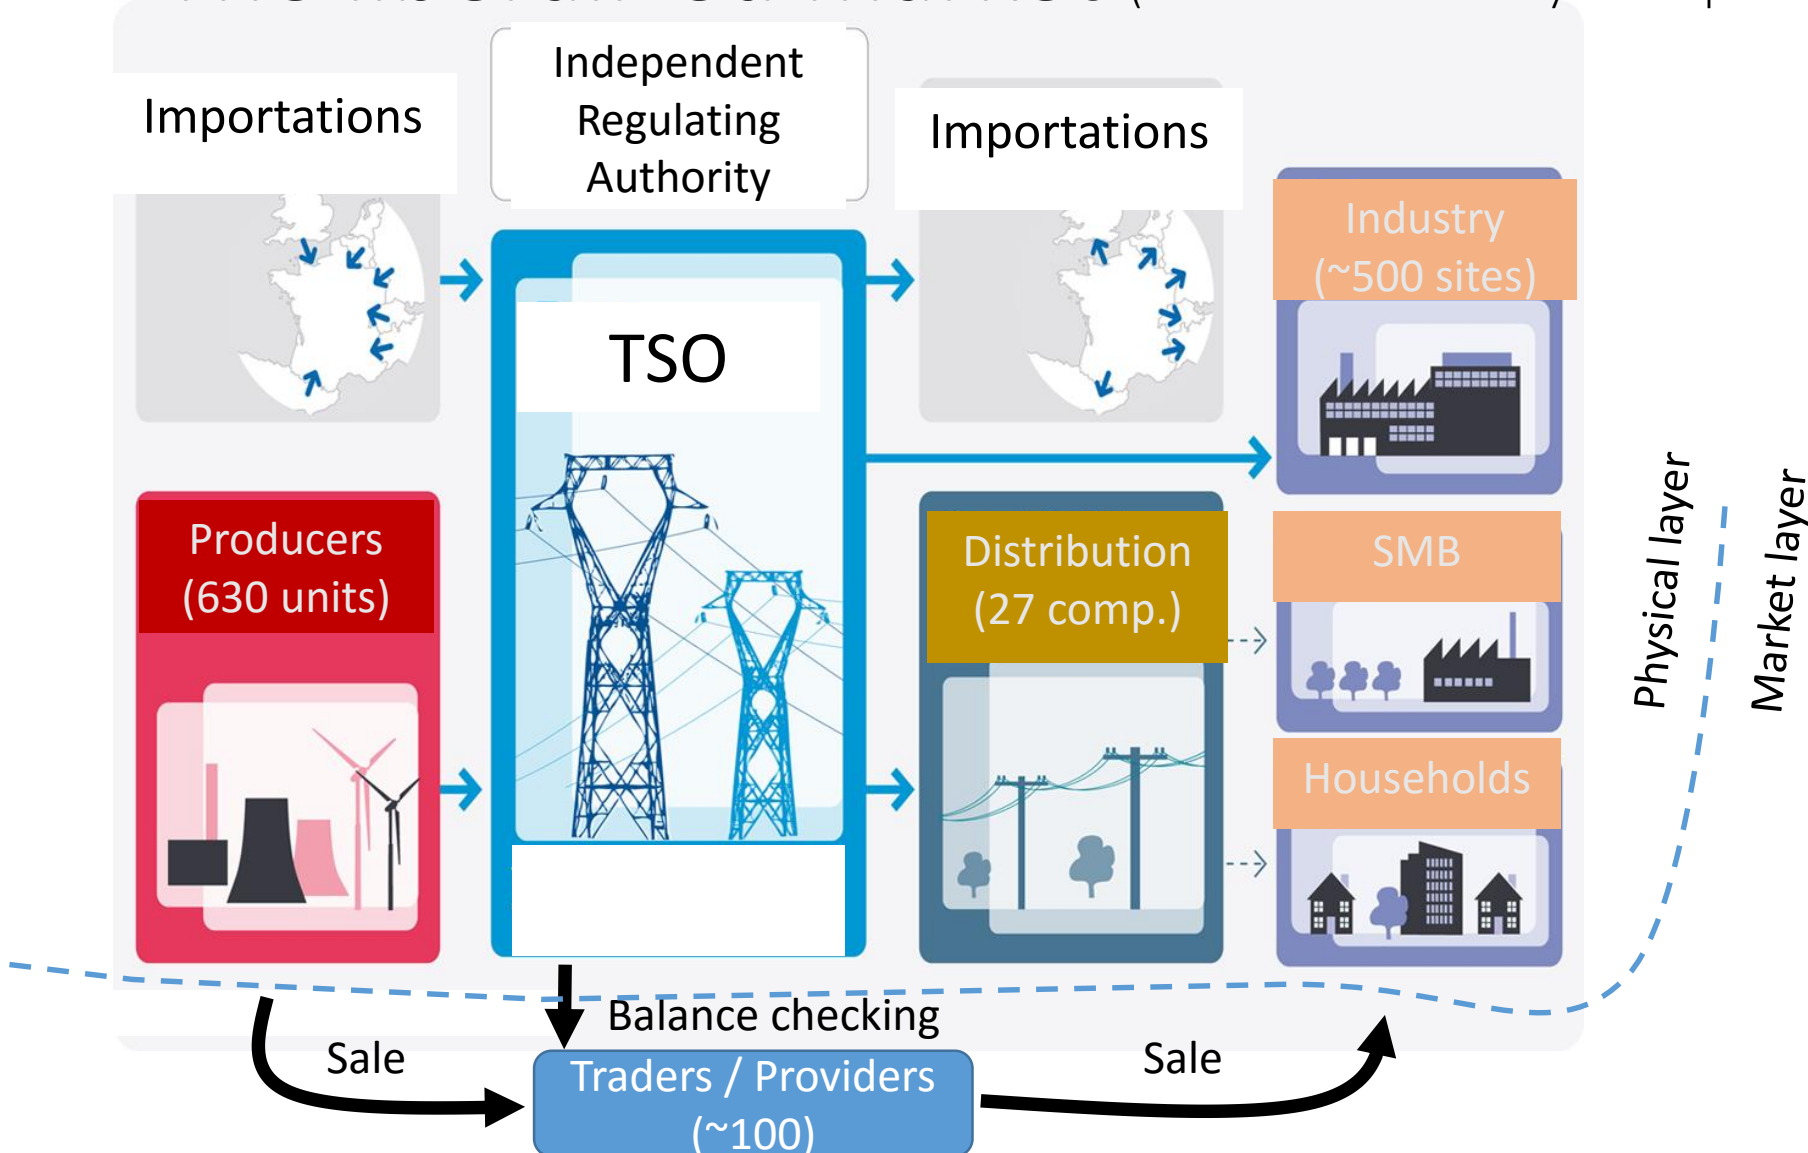 Importations
Independent
Regulating
Authority
Importations
Industry
(~500 sites)
TSO
Producers
(630 units)
Distribution
(27 comp.)
SMB
Households
Physical layer
Market layer
Balance checking
Sale
Sale
Traders / Providers
(~100)